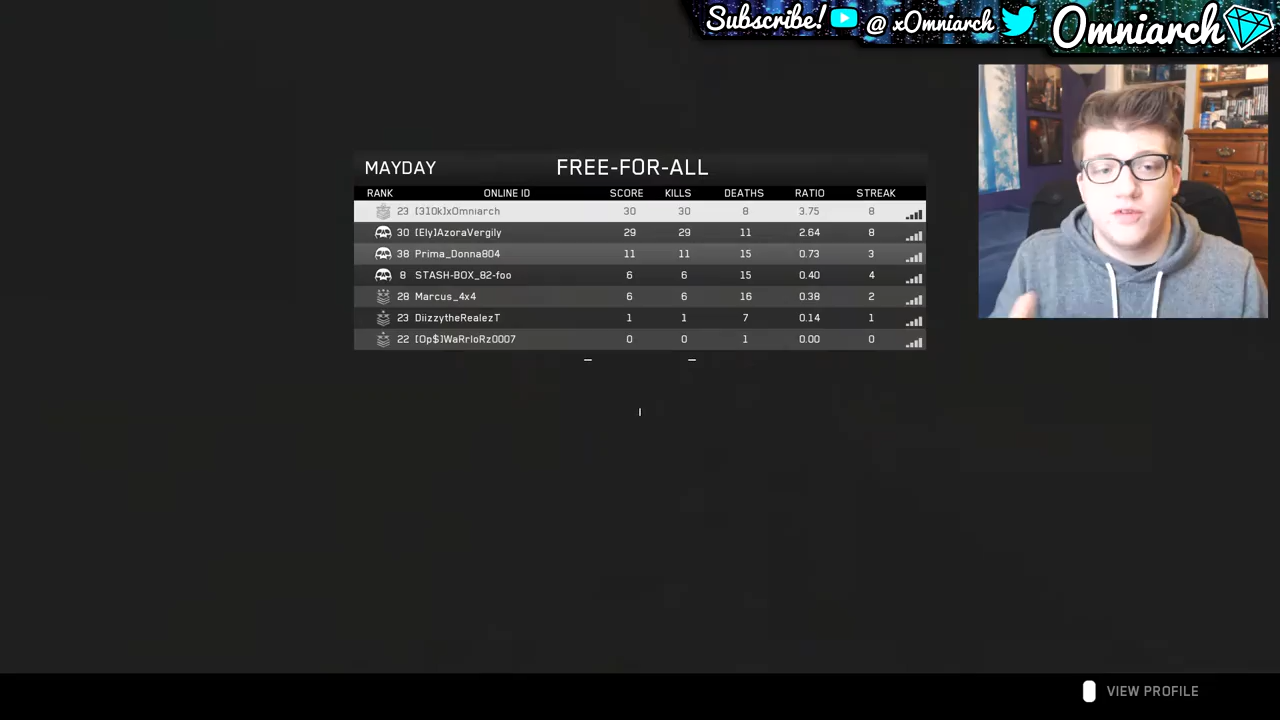 Subscribe! @ xOmniarch Omniarch
MAYDAY FREE-FOR-ALL
RANK ONLINE ID SCORE KILLS DEATHS RATIO STREAK
23 [310k]xOmniarch 30 30 8 3.75 8
30 [Ely]AzoraVergily 29 29 11 2.64 8
38 Prima_Donna804 11 11 15 0.73 3
8 STASH-BOX_82-foo 6 6 15 0.40 4
28 Marcus_4x4 6 6 16 0.38 2
23 DiizzytheRealezT 1 1 7 0.14 1
22 [Op$]WaRrIoRz0007 0 0 1 0.00 0
VIEW PROFILE